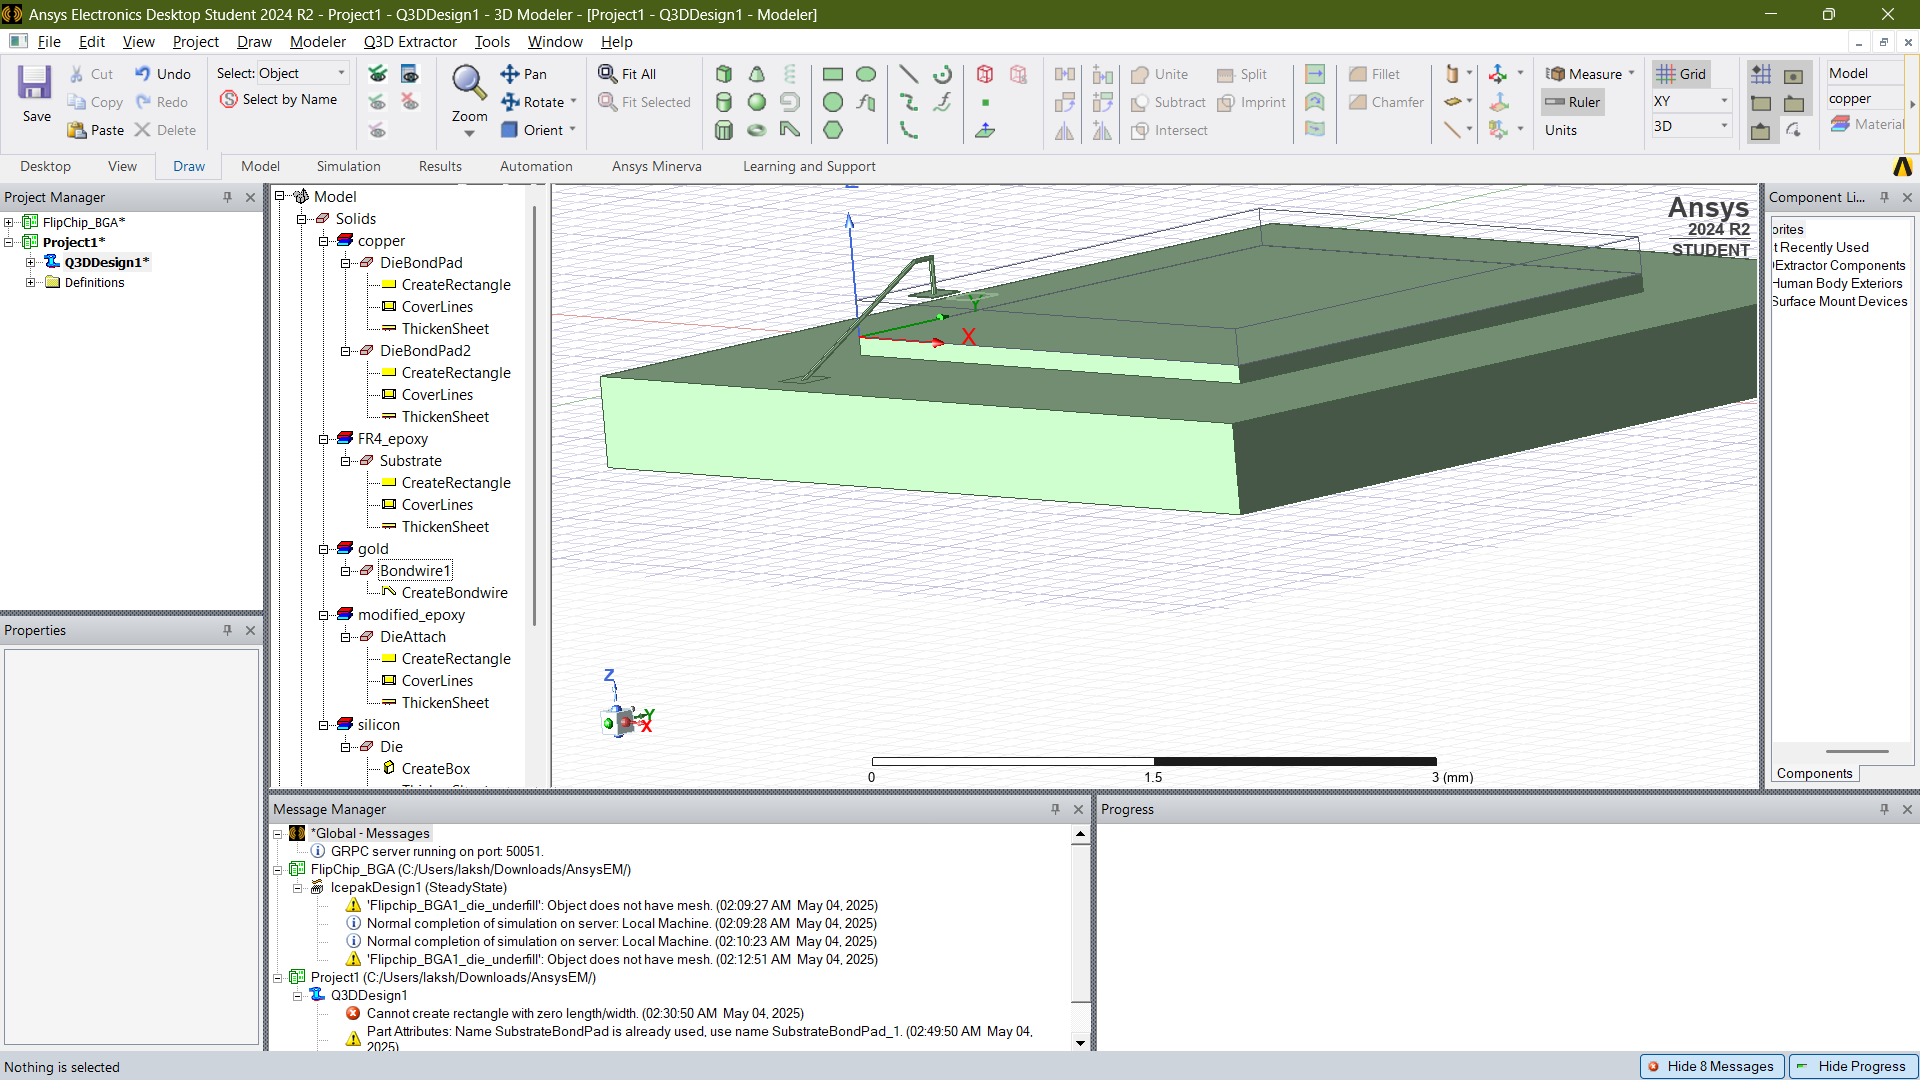 Ansys Electronics Desktop Student 2024 R2 - Project1 - Q3DDesign1 - 3D Modeler - [Project1 - Q3DDesign1 - Modeler]
File Edit View Project Draw Modeler Q3D Extractor Tools Window Help
Save
Cut
Copy
Paste
Undo
Redo
Delete
Select: Object
Select by Name
Zoom
Pan
Rotate
Orient
Fit All
Fit Selected
Unite
Subtract
Intersect
Split
Imprint
Fillet
Chamfer
Measure
Ruler
Units
Grid
XY
3D
Model
copper
Material
Desktop View Draw Model Simulation Results Automation Ansys Minerva Learning and Support
Project Manager
FlipChip_BGA*
Project1*
Q3DDesign1*
Definitions
Properties
Model
Solids
copper
DieBondPad
CreateRectangle
CoverLines
ThickenSheet
DieBondPad2
CreateRectangle
CoverLines
ThickenSheet
FR4_epoxy
Substrate
CreateRectangle
CoverLines
ThickenSheet
gold
Bondwire1
CreateBondwire
modified_epoxy
DieAttach
CreateRectangle
CoverLines
ThickenSheet
silicon
Die
CreateBox
Ansys
2024 R2
STUDENT
Y
X
Z
Y
X
0 1.5 3 (mm)
Component Li...
orites
t Recently Used
Extractor Components
Human Body Exteriors
Surface Mount Devices
Components
Message Manager
*Global - Messages
GRPC server running on port: 50051.
FlipChip_BGA (C:/Users/laksh/Downloads/AnsysEM/)
IcepakDesign1 (SteadyState)
'Flipchip_BGA1_die_underfill': Object does not have mesh. (02:09:27 AM May 04, 2025)
Normal completion of simulation on server: Local Machine. (02:09:28 AM May 04, 2025)
Normal completion of simulation on server: Local Machine. (02:10:23 AM May 04, 2025)
'Flipchip_BGA1_die_underfill': Object does not have mesh. (02:12:51 AM May 04, 2025)
Project1 (C:/Users/laksh/Downloads/AnsysEM/)
Q3DDesign1
Cannot create rectangle with zero length/width. (02:30:50 AM May 04, 2025)
Part Attributes: Name SubstrateBondPad is already used, use name SubstrateBondPad_1. (02:49:50 AM May 04,
2025)
Progress
Nothing is selected
Hide 8 Messages
Hide Progress